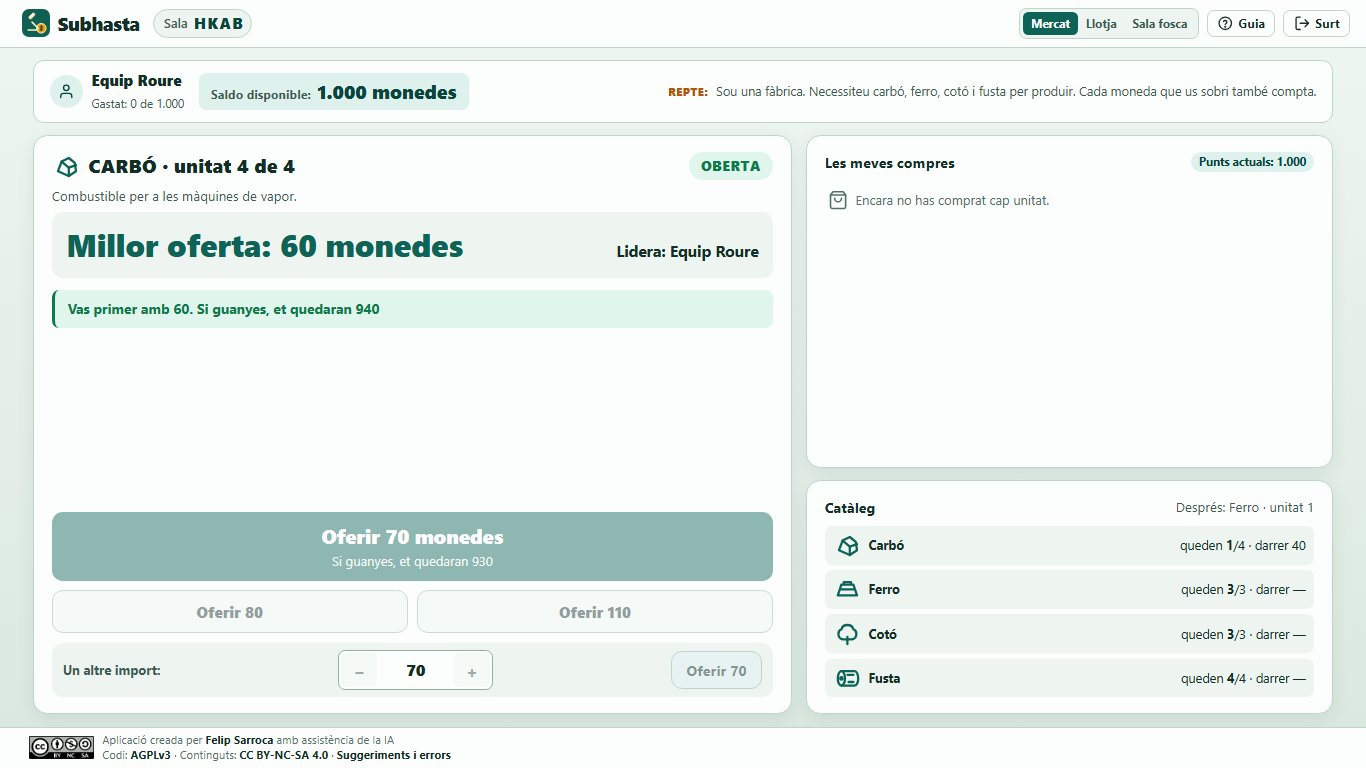 Subhasta Sala HKAB Mercat Llotja Sala fosca Guia Surt
Equip Roure
Gastat: 0 de 1.000
Saldo disponible: 1.000 monedes
REPTE: Sou una fàbrica. Necessiteu carbó, ferro, cotó i fusta per produir. Cada moneda que us sobri també compta.
CARBÓ · unitat 4 de 4 OBERTA
Combustible per a les màquines de vapor.
Millor oferta: 60 monedes Lidera: Equip Roure
Vas primer amb 60. Si guanyes, et quedaran 940
Oferir 70 monedes
Si guanyes, et quedaran 930
Oferir 80 Oferir 110
Un altre import: − 70 + Oferir 70
Les meves compres Punts actuals: 1.000
Encara no has comprat cap unitat.
Catàleg Després: Ferro · unitat 1
Carbó queden 1/4 · darrer 40
Ferro queden 3/3 · darrer —
Cotó queden 3/3 · darrer —
Fusta queden 4/4 · darrer —
CC BY NC SA
Aplicació creada per Felip Sarroca amb assistència de la IA
Codi: AGPLv3 · Continguts: CC BY-NC-SA 4.0 · Suggeriments i errors